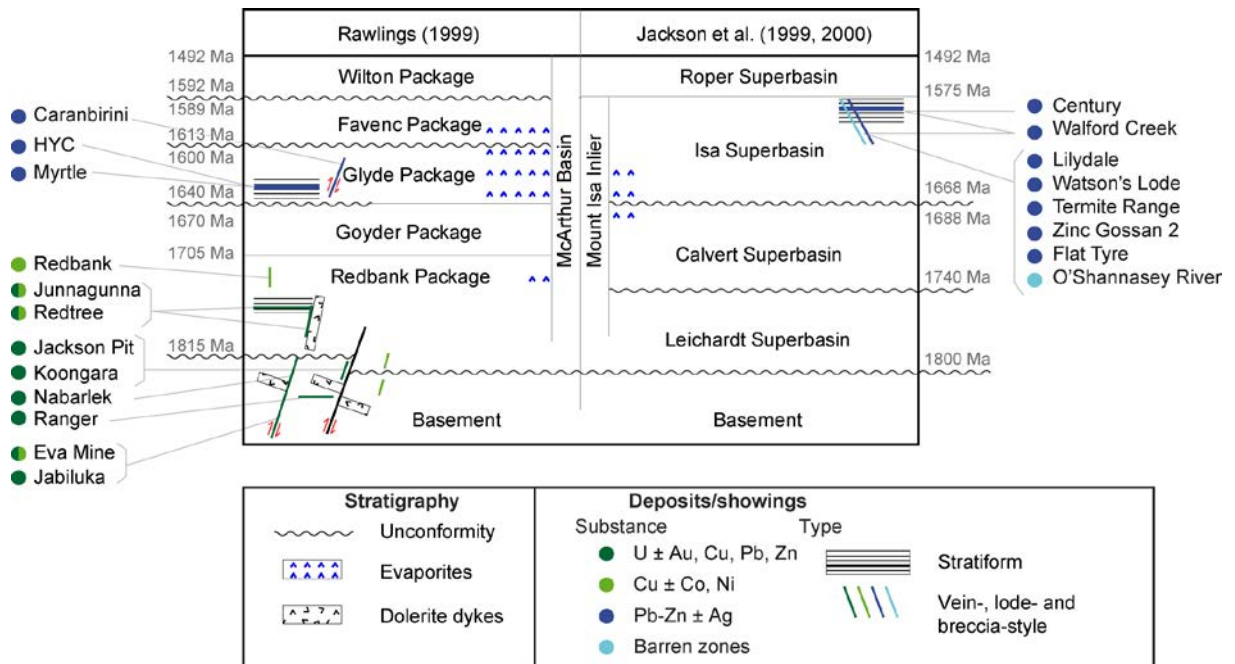 Rawlings (1999)
Jackson et al. (1999, 2000)
1492 Ma
1492 Ma
Wilton Package
Roper Superbasin
1592 Ma
1575 Ma
1589 Ma
Caranbirini
Century
Favenc Package
Walford Creek
1613 Ma
HYC
1600 Ma
Isa Superbasin
Lilydale
Myrtle
Glyde Package
Watson's Lode
1640 Ma
1668 Ma
Termite Range
1670 Ma
1688 Ma
Goyder Package
McArthur Basin
Mount Isa Inlier
Zinc Gossan 2
1705 Ma
Calvert Superbasin
Flat Tyre
Redbank
Redbank Package
1740 Ma
O'Shannasey River
Junnagunna
Redtree
Jackson Pit
1815 Ma
Leichardt Superbasin
1800 Ma
Koongara
Nabarlek
Ranger
Basement
Basement
Eva Mine
Jabiluka
Stratigraphy
Unconformity
Evaporites
Dolerite dykes
Deposits/showings
Substance
Type
U ± Au, Cu, Pb, Zn
Cu ± Co, Ni
Pb-Zn ± Ag
Barren zones
Stratiform
Vein-, lode- and
breccia-style